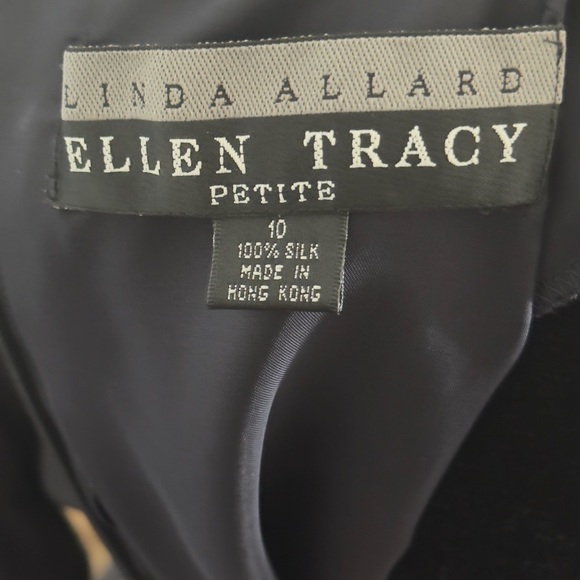 LINDA ALLARD
ELLEN TRACY
PETITE
10
100% SILK
MADE IN
HONG KONG